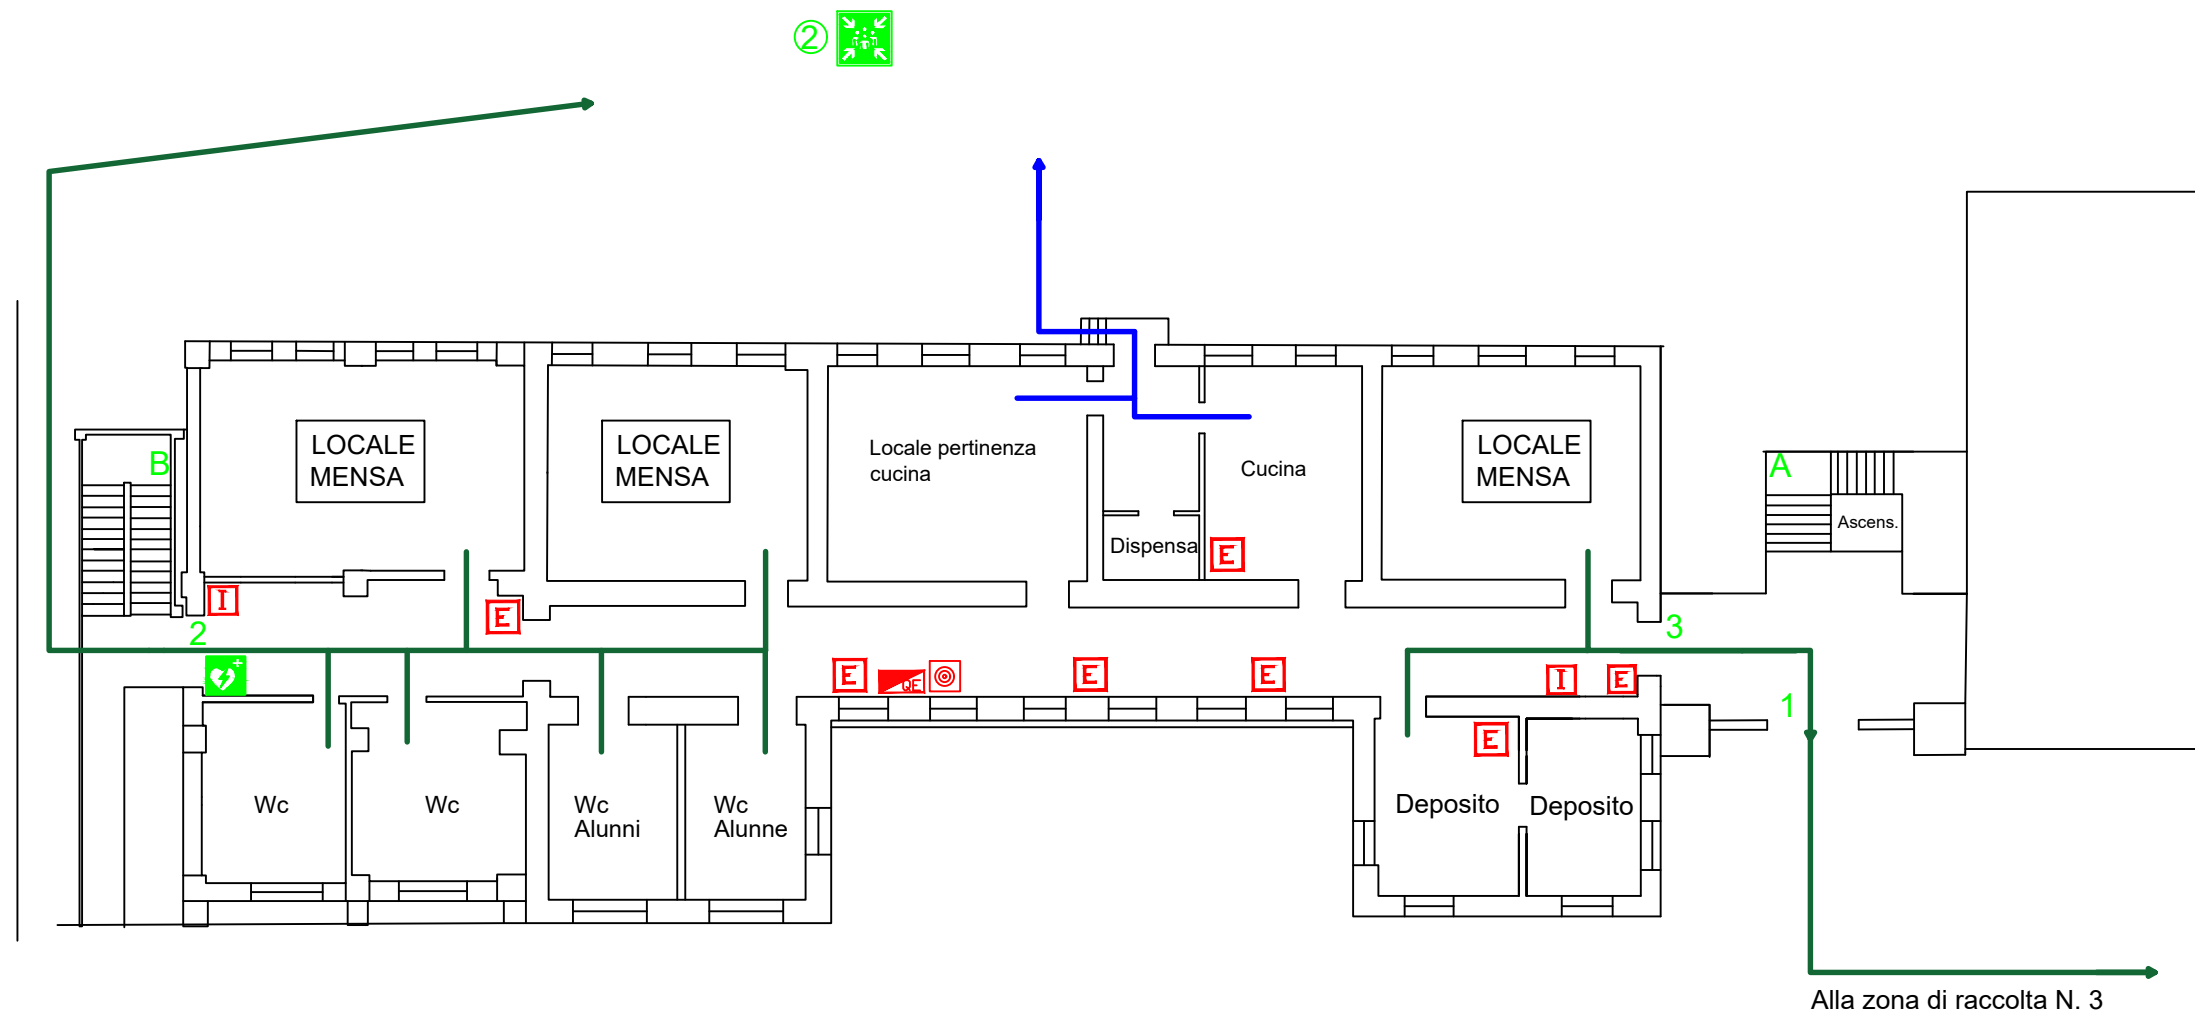 2
LOCALE
MENSA
LOCALE
MENSA
Locale pertinenza
cucina
Cucina
LOCALE
MENSA
B
A
Ascens.
Dispensa
E
I
E
2
3
E
QE
E
E
I
E
1
E
Wc
Wc
Wc
Alunni
Wc
Alunne
Deposito
Deposito
Alla zona di raccolta N. 3